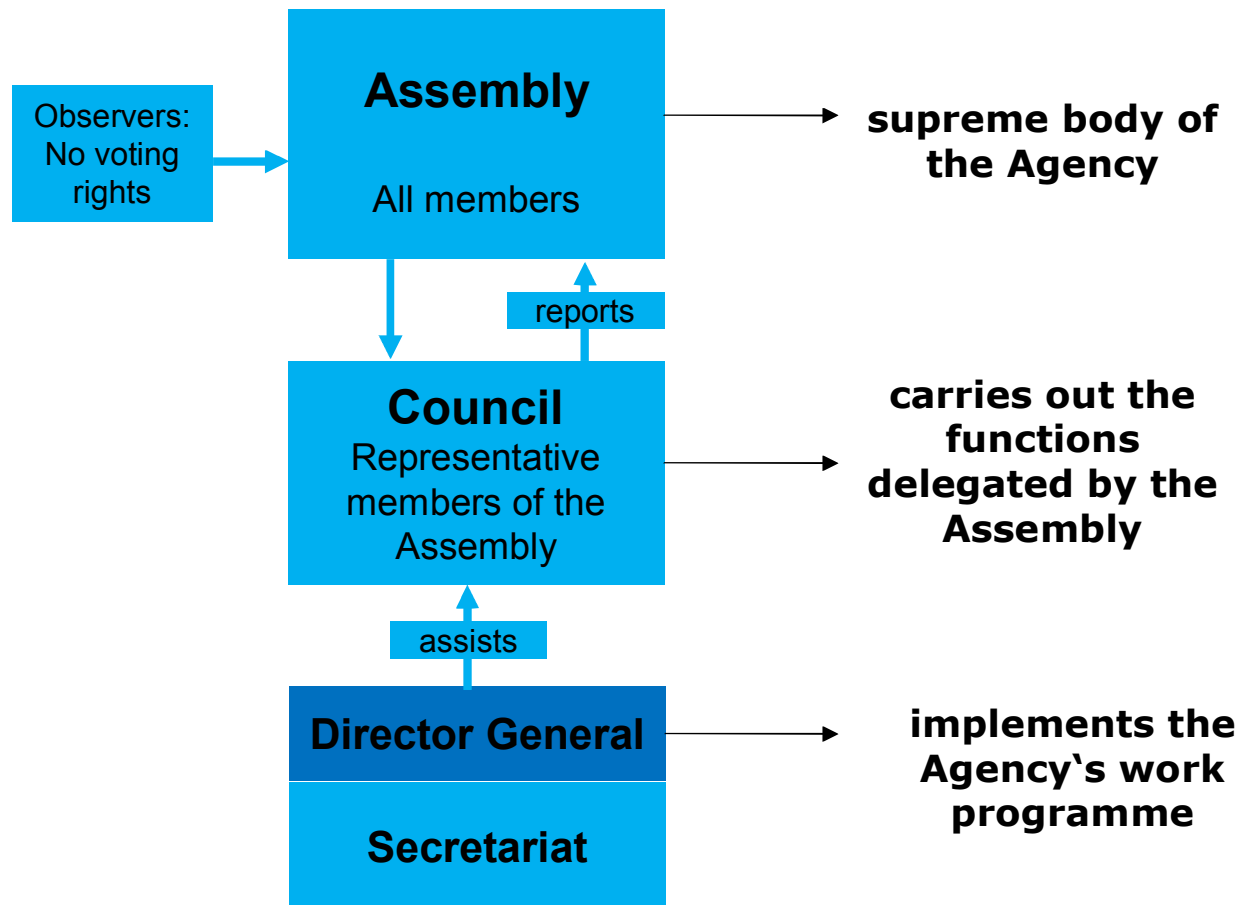 Observers:
No voting
rights
Assembly
All members
supreme body of
the Agency
reports
Council
Representative
members of the
Assembly
carries out the
functions
delegated by the
Assembly
assists
Director General
Secretariat
implements the
Agency‘s work
programme